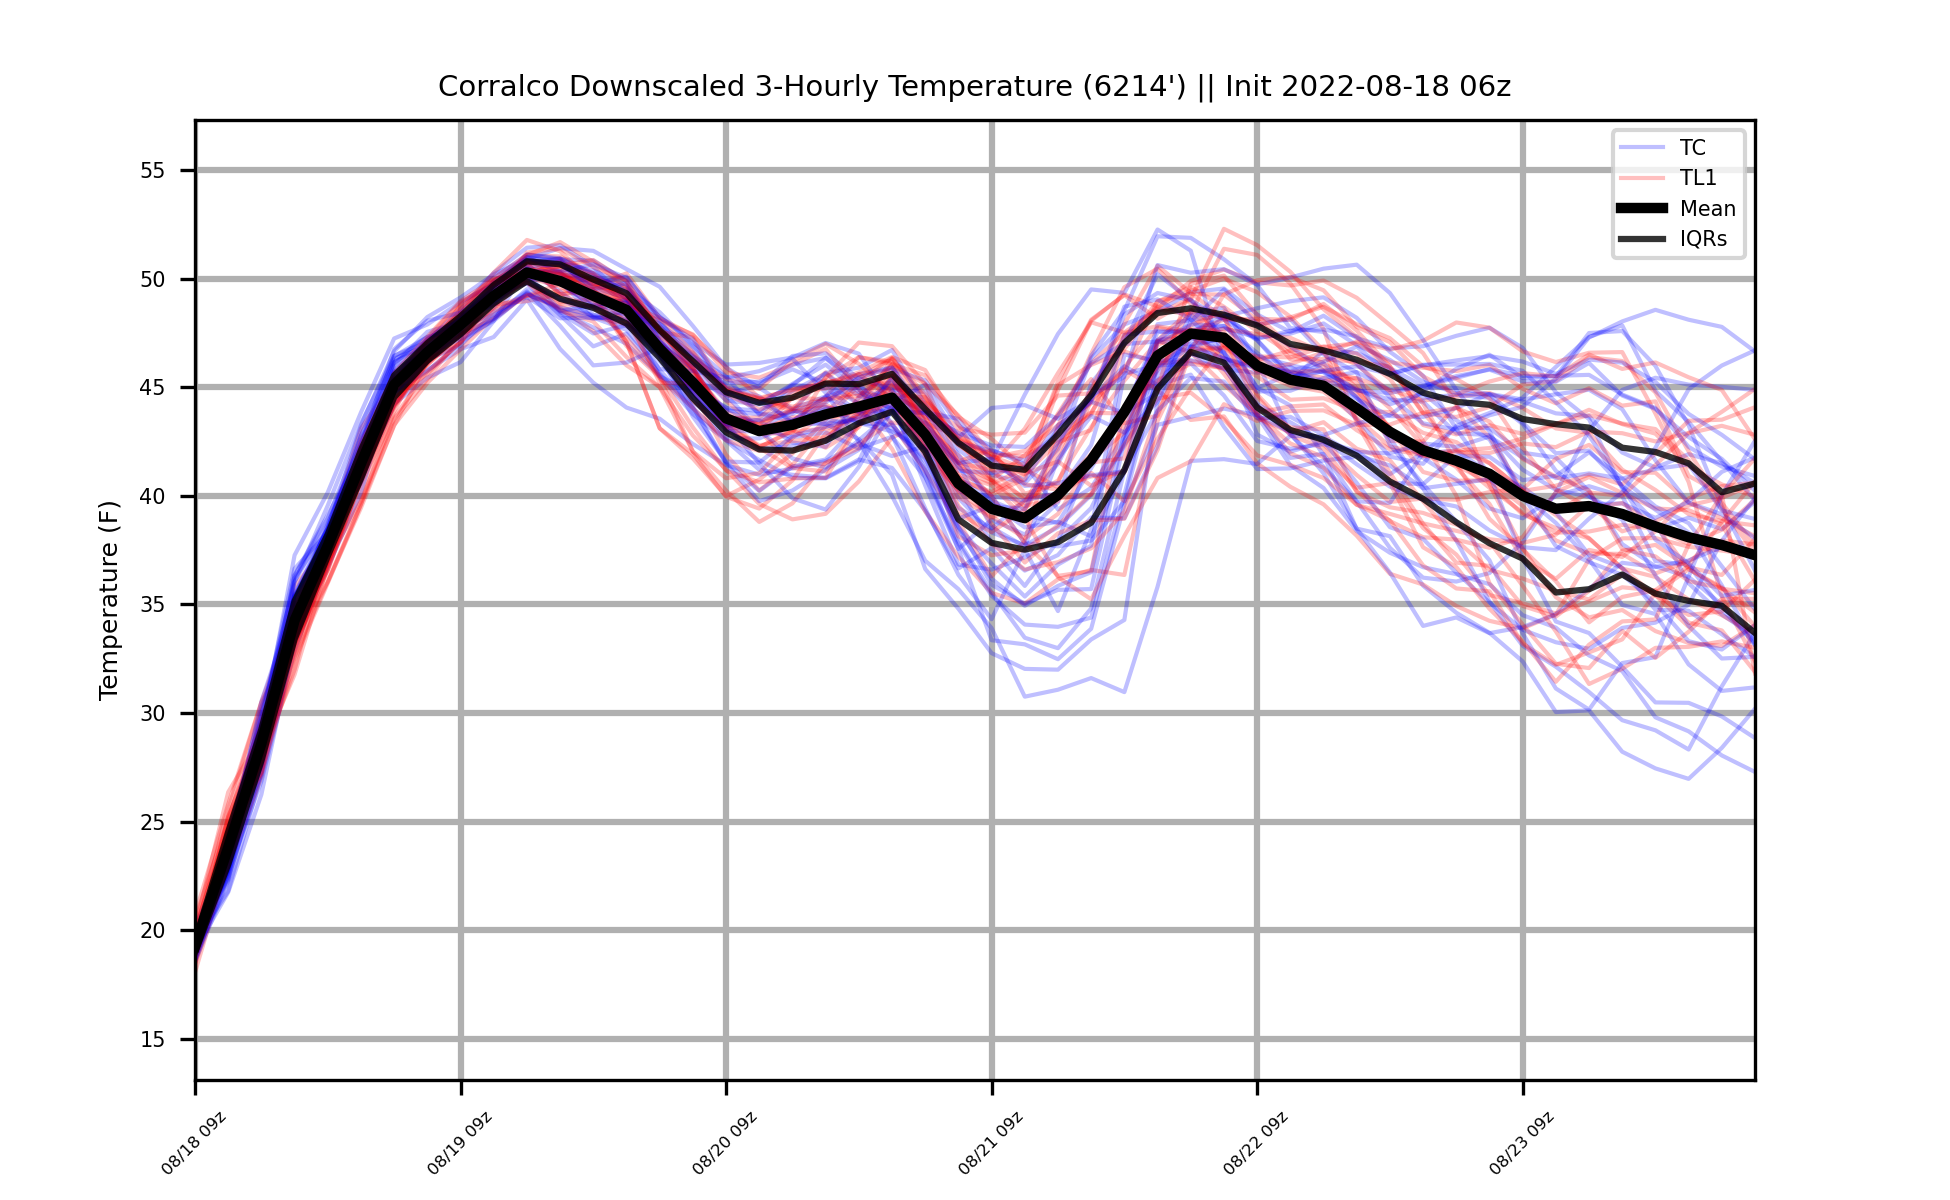 Corralco Downscaled 3-Hourly Temperature (6214') || Init 2022-08-18 06z
TC
TL1
Mean
IQRs
Temperature (F)
55
50
45
40
35
30
25
20
15
08/18 09z
08/19 09z
08/20 09z
08/21 09z
08/22 09z
08/23 09z